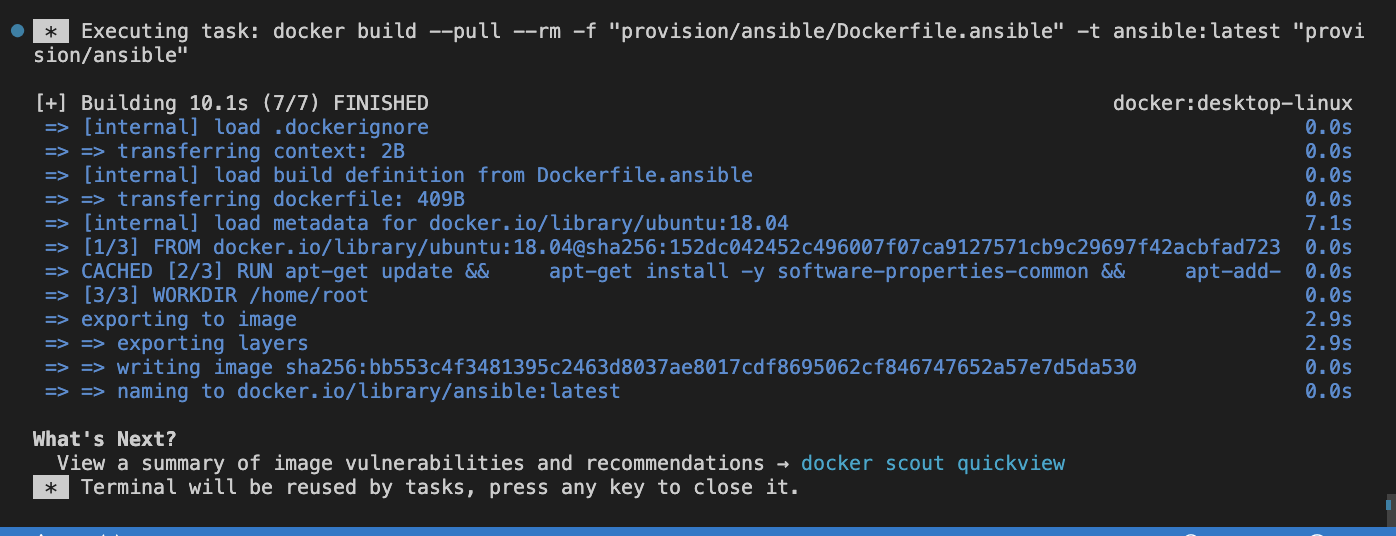 * Executing task: docker build --pull --rm -f "provision/ansible/Dockerfile.ansible" -t ansible:latest "provi
sion/ansible"
[+] Building 10.1s (7/7) FINISHED docker:desktop-linux
=> [internal] load .dockerignore 0.0s
=> => transferring context: 2B 0.0s
=> [internal] load build definition from Dockerfile.ansible 0.0s
=> => transferring dockerfile: 409B 0.0s
=> [internal] load metadata for docker.io/library/ubuntu:18.04 7.1s
=> [1/3] FROM docker.io/library/ubuntu:18.04@sha256:152dc042452c496007f07ca9127571cb9c29697f42acbfad723 0.0s
=> CACHED [2/3] RUN apt-get update && apt-get install -y software-properties-common && apt-add- 0.0s
=> [3/3] WORKDIR /home/root 0.0s
=> exporting to image 2.9s
=> => exporting layers 2.9s
=> => writing image sha256:bb553c4f3481395c2463d8037ae8017cdf8695062cf846747652a57e7d5da530 0.0s
=> => naming to docker.io/library/ansible:latest 0.0s
What's Next?
View a summary of image vulnerabilities and recommendations → docker scout quickview
* Terminal will be reused by tasks, press any key to close it.